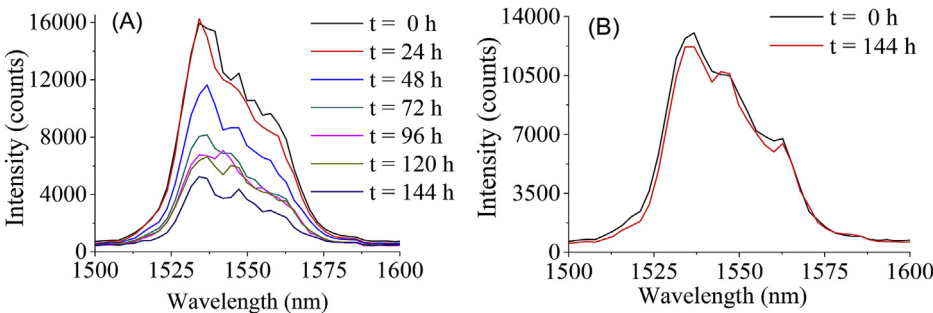 (A)
t = 0 h
t = 24 h
t = 48 h
t = 72 h
t = 96 h
t = 120 h
t = 144 h
16000
12000
8000
4000
0
Intensity (counts)
1500 1525 1550 1575 1600
Wavelength (nm)
(B)
t = 0 h
t = 144 h
14000
10500
7000
3500
0
Intensity (counts)
1500 1525 1550 1575 1600
Wavelength (nm)